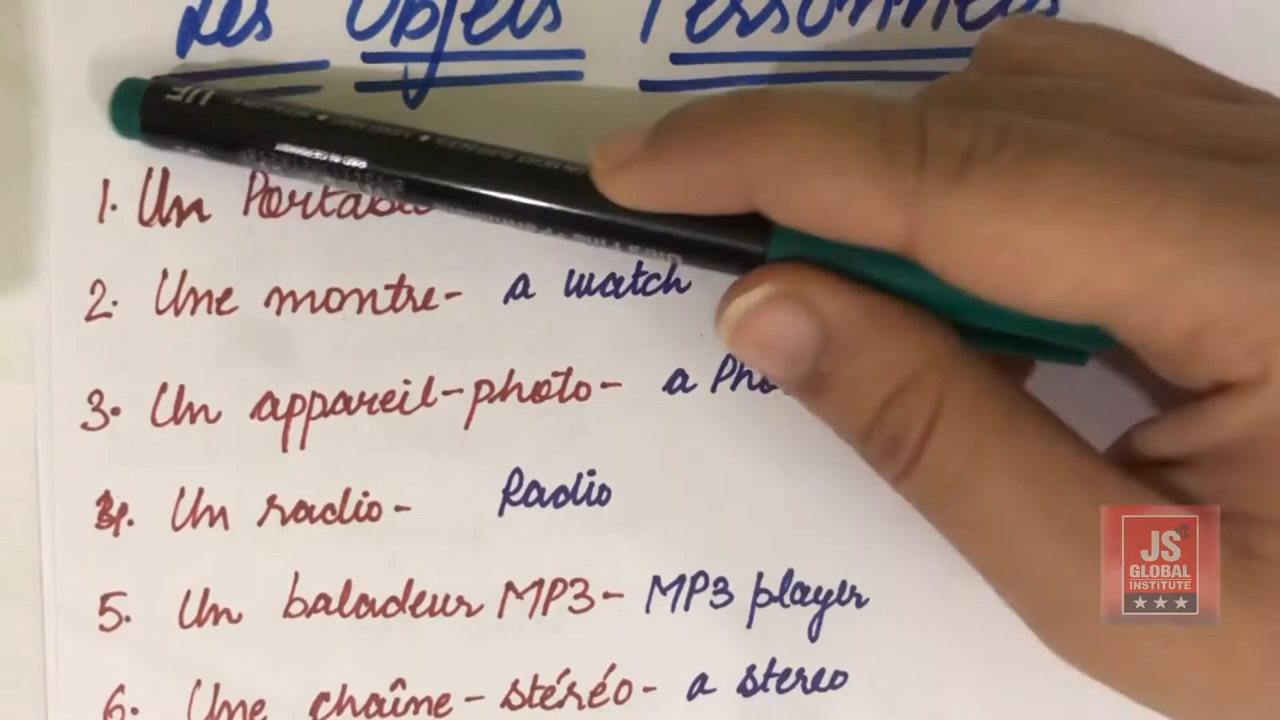 Les Objets Personnels
1. Un
2. Une montre- a watch
3. Un appareil-photo- a
4. Un radio- Radio
5. Un baladeur MP3- MP3 player
6. Une chaîne-stéréo- a stereo
JS
GLOBAL
INSTITUTE